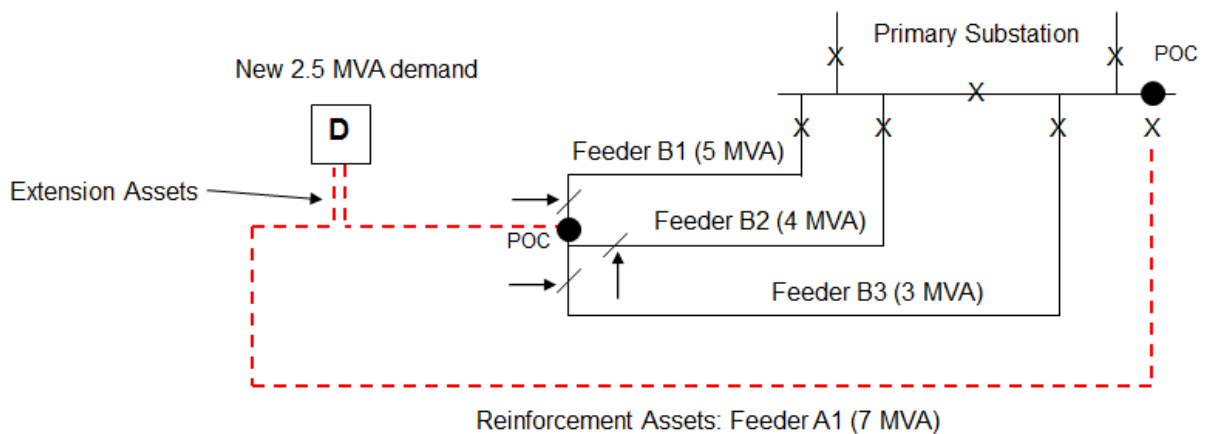 Primary Substation
POC
New 2.5 MVA demand
D
X
X
X
X
X
X
X
Feeder B1 (5 MVA)
Extension Assets
Feeder B2 (4 MVA)
POC
Feeder B3 (3 MVA)
Reinforcement Assets: Feeder A1 (7 MVA)